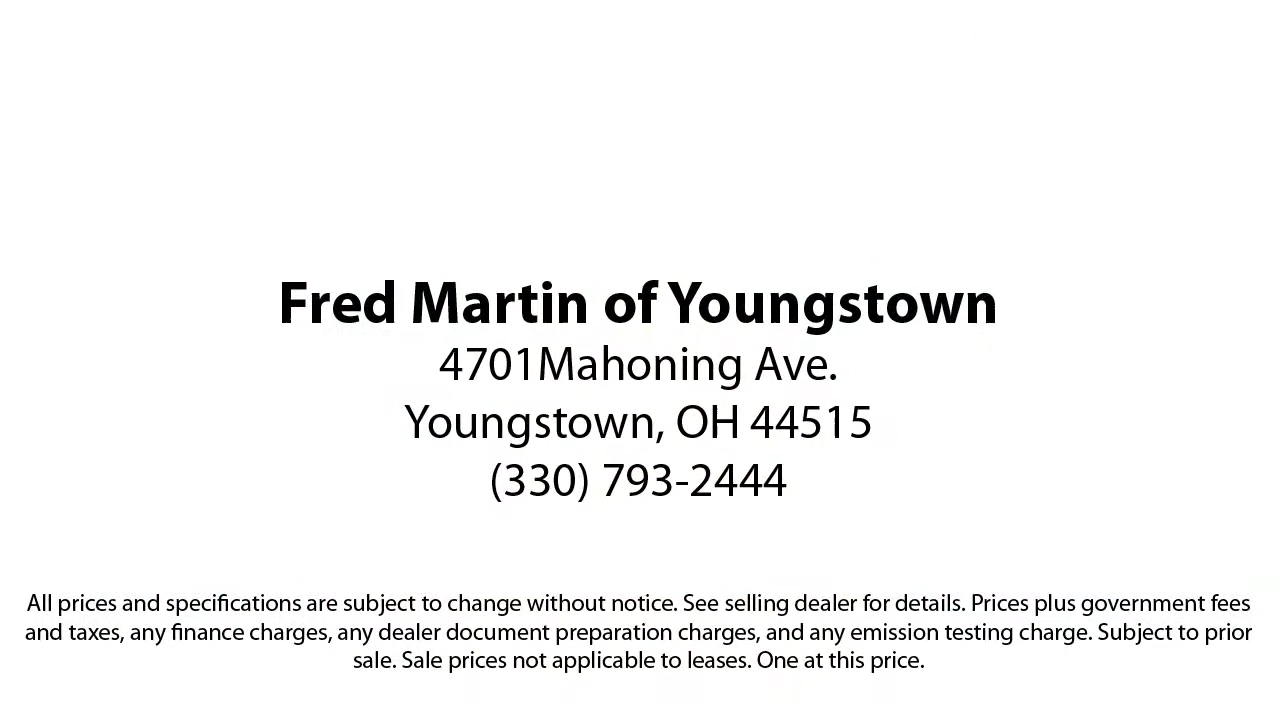 Fred Martin of Youngstown
4701Mahoning Ave.
Youngstown, OH 44515
(330) 793-2444
All prices and specifications are subject to change without notice. See selling dealer for details. Prices plus government fees
and taxes, any finance charges, any dealer document preparation charges, and any emission testing charge. Subject to prior
sale. Sale prices not applicable to leases. One at this price.